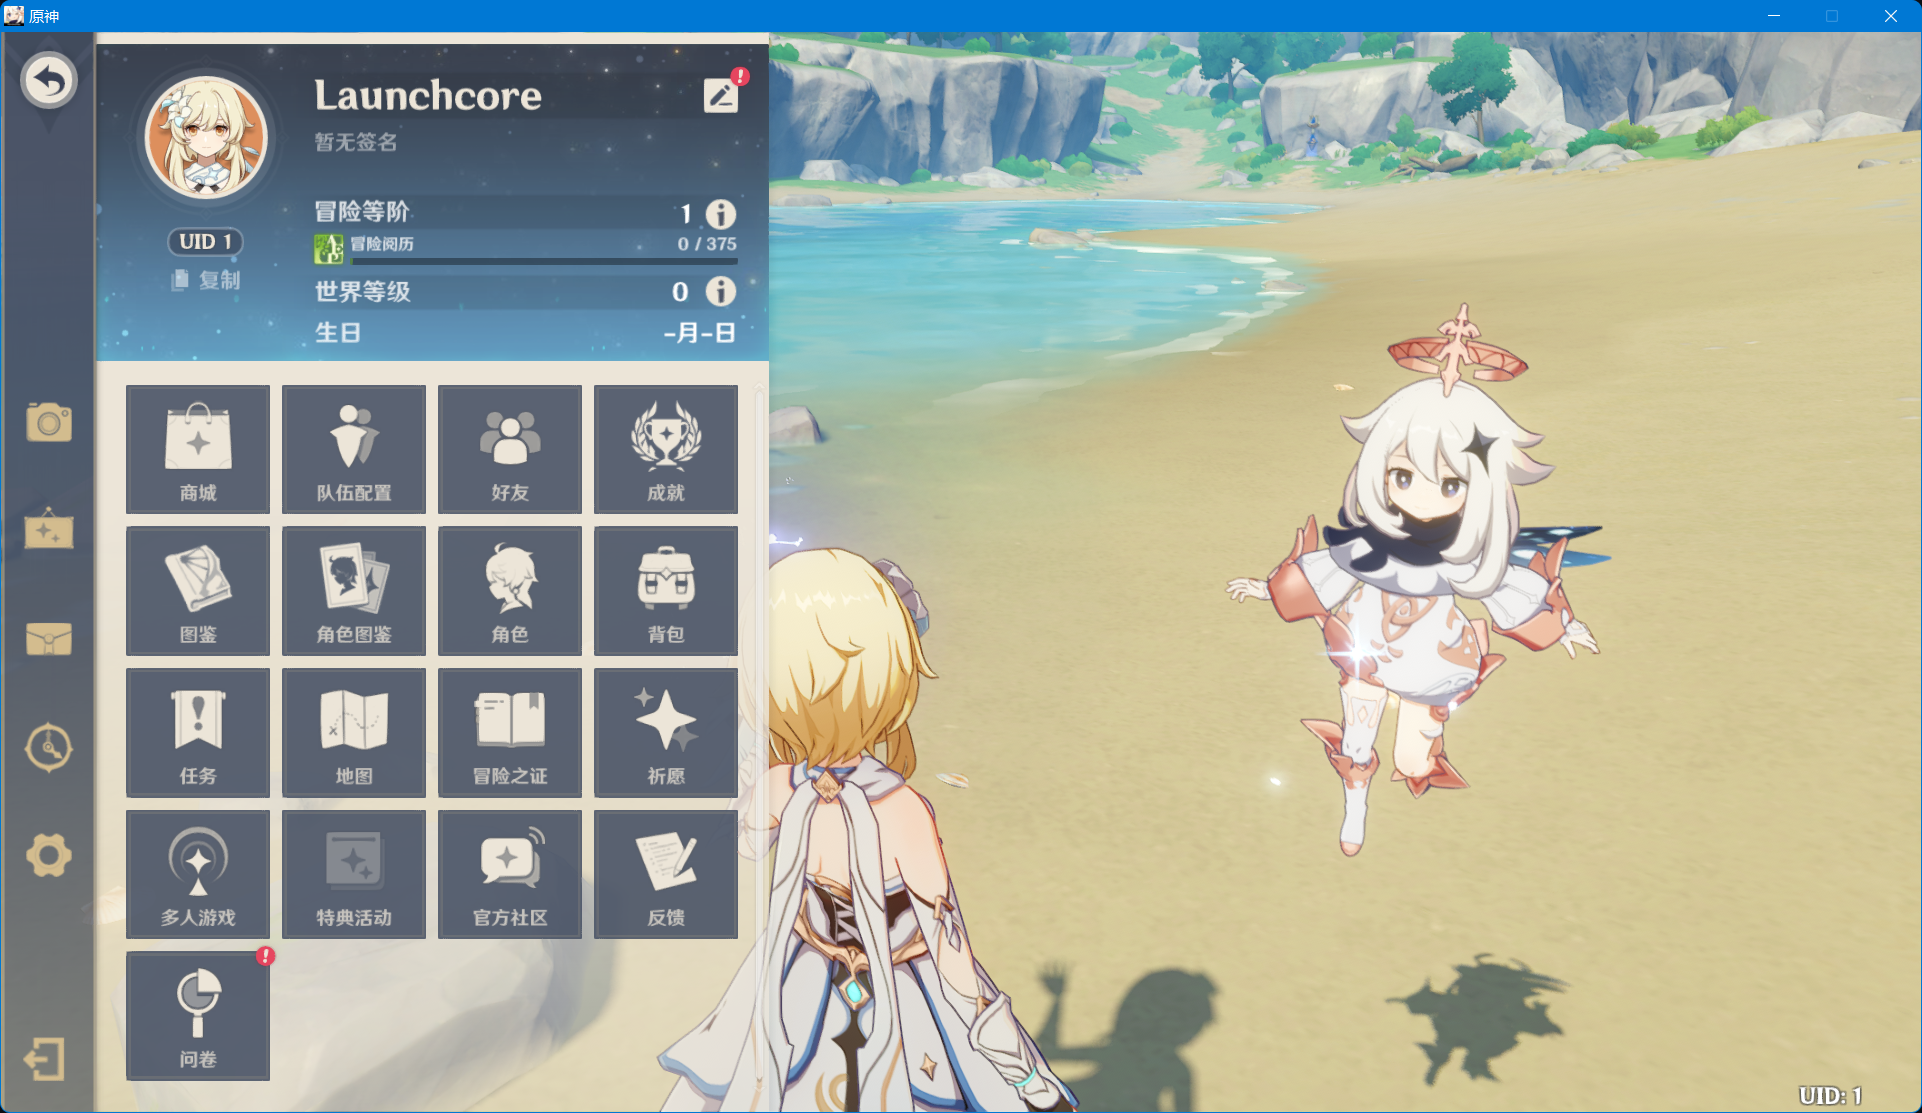 原神
Launchcore
暂无签名
冒险等阶 1
冒险阅历 0 / 375
世界等级 0
生日 -月-日
UID 1
复制
商城 队伍配置 好友 成就
图鉴 角色图鉴 角色 背包
任务 地图 冒险之证 祈愿
多人游戏 特典活动 官方社区 反馈
问卷
UID: 1